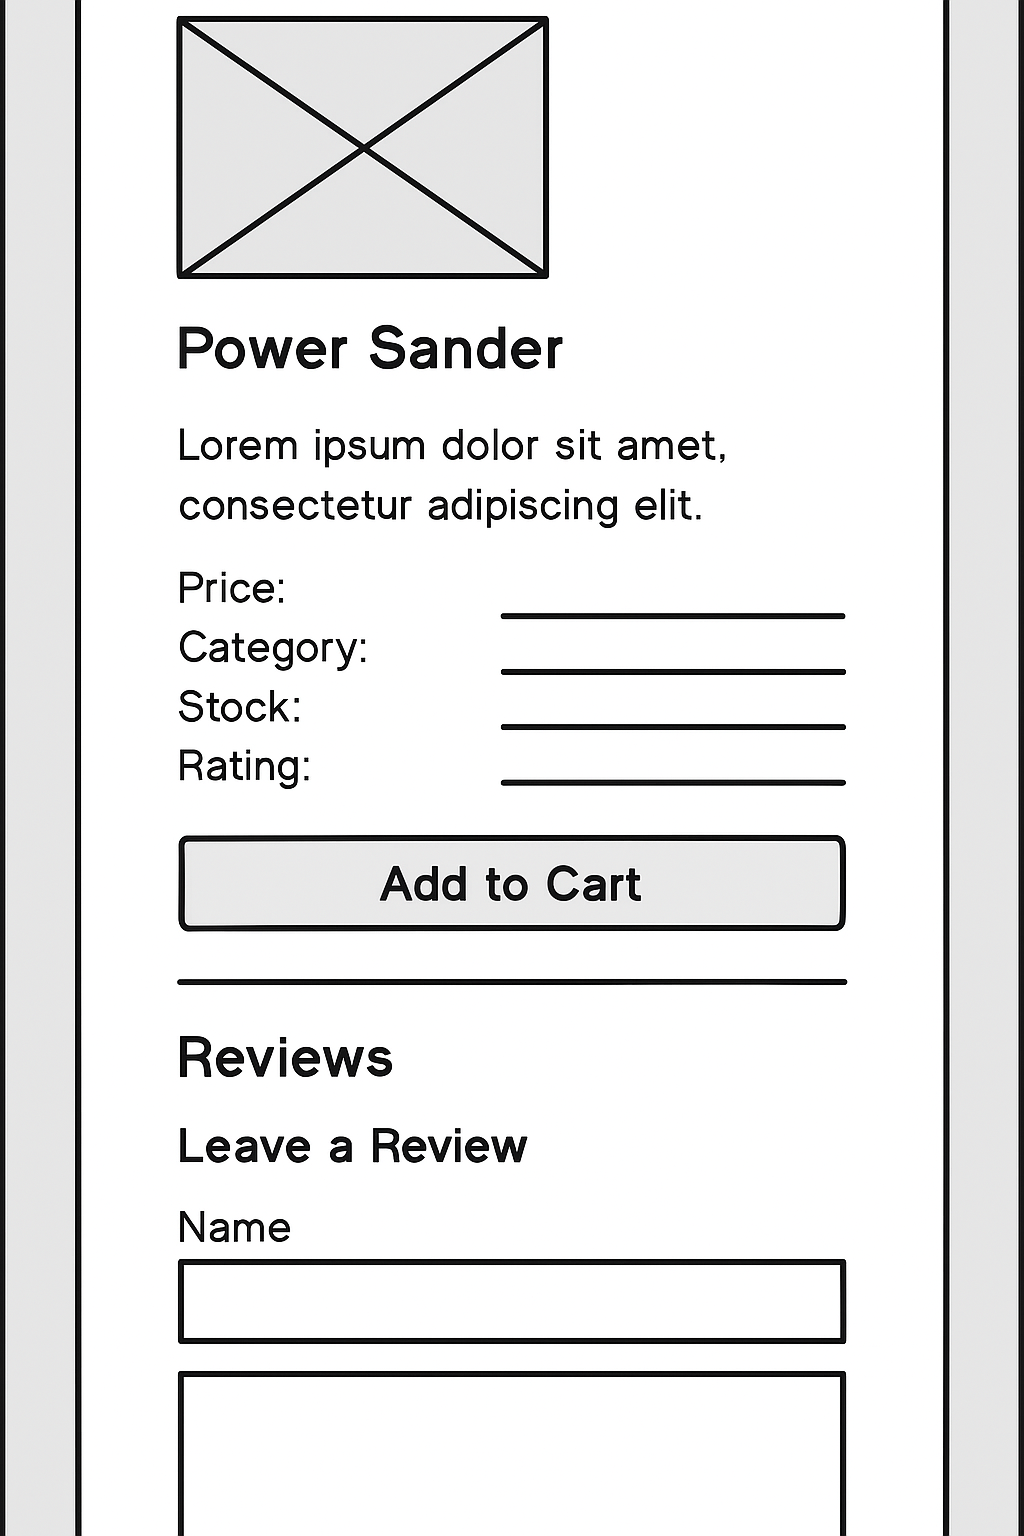 Power Sander
Lorem ipsum dolor sit amet,
consectetur adipiscing elit.
Price:
Category:
Stock:
Rating:
Add to Cart
Reviews
Leave a Review
Name